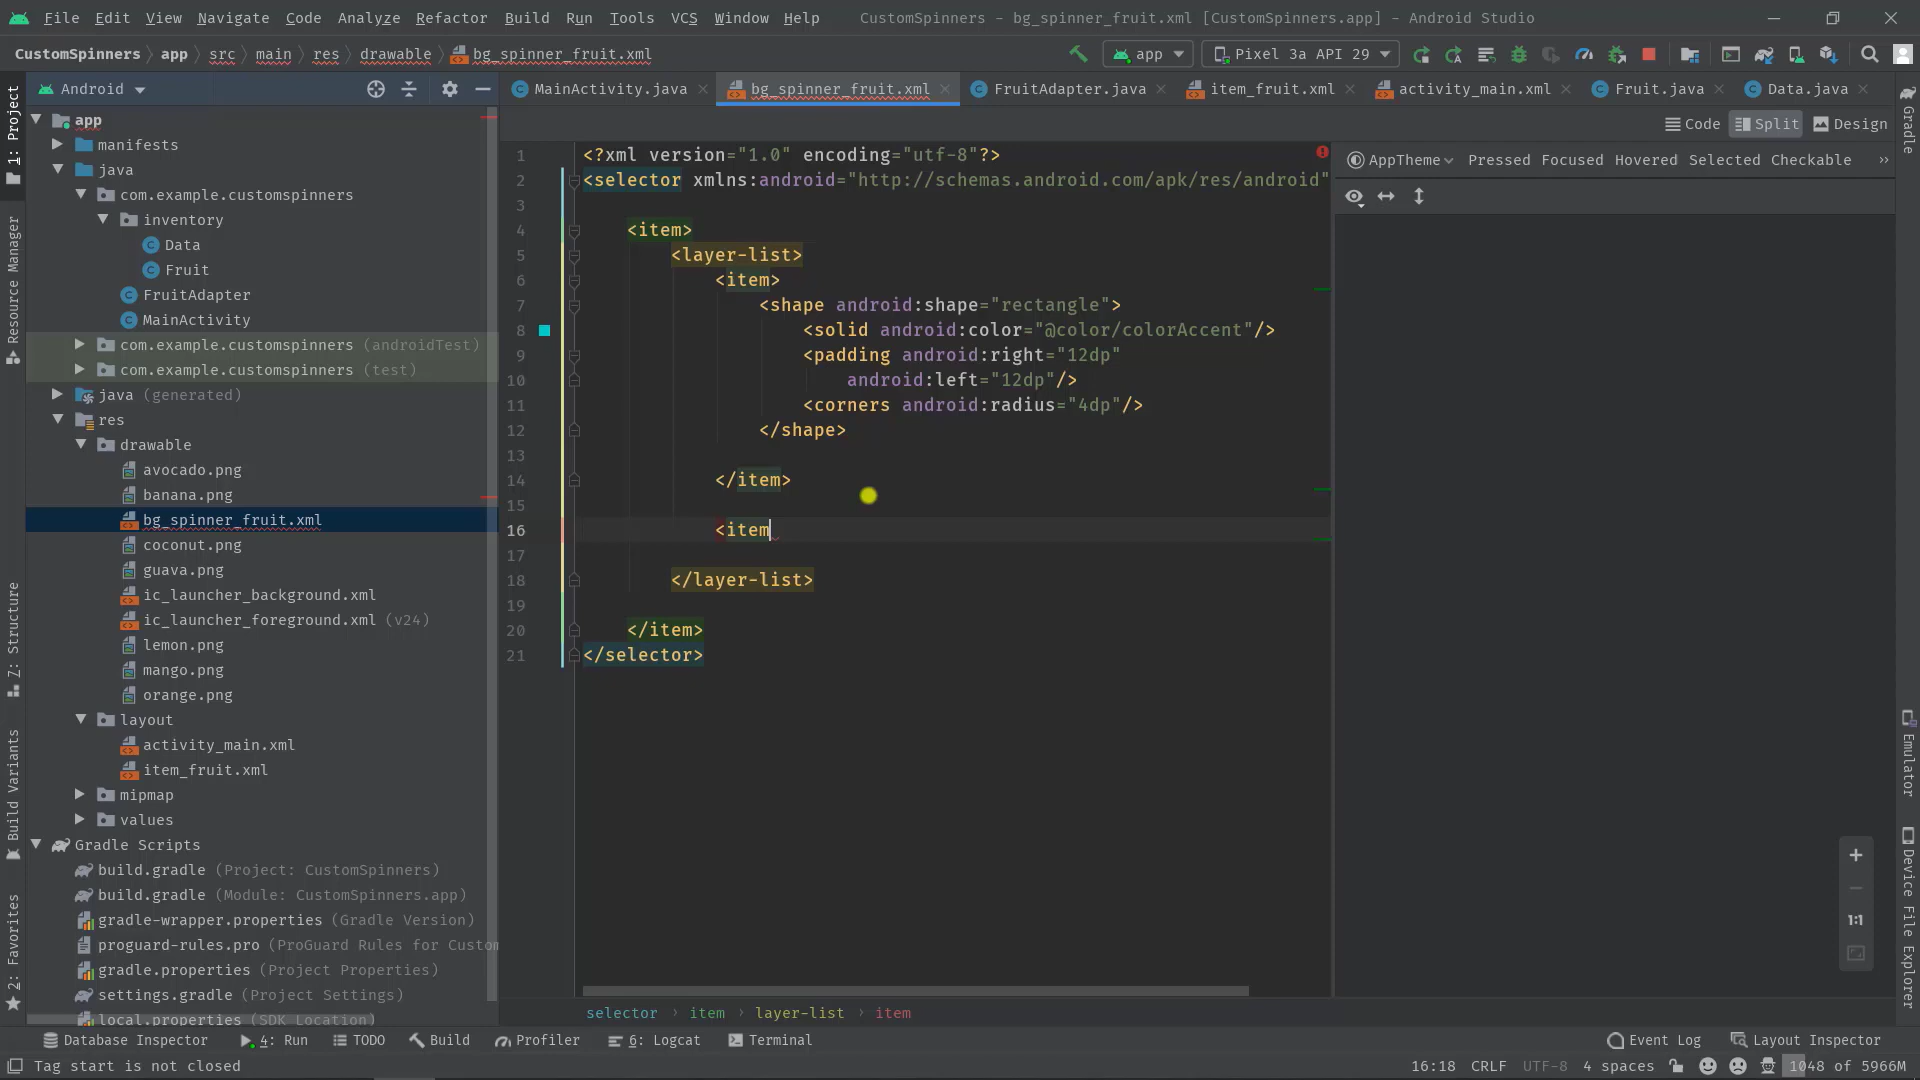 File Edit View Navigate Code Analyze Refactor Build Run Tools VCS Window Help CustomSpinners - bg_spinner_fruit.xml [CustomSpinners.app] - Android Studio
CustomSpinners app src main res drawable bg_spinner_fruit.xml app Pixel 3a API 29
Android MainActivity.java bg_spinner_fruit.xml FruitAdapter.java item_fruit.xml activity_main.xml Fruit.java Data.java
Code Split Design
1: Project
Resource Manager
Z: Structure
Build Variants
2: Favorites
app
manifests
java
com.example.customspinners
inventory
Data
Fruit
FruitAdapter
MainActivity
com.example.customspinners (androidTest)
com.example.customspinners (test)
java (generated)
res
drawable
avocado.png
banana.png
bg_spinner_fruit.xml
coconut.png
guava.png
ic_launcher_background.xml
ic_launcher_foreground.xml (v24)
lemon.png
mango.png
orange.png
layout
activity_main.xml
item_fruit.xml
mipmap
values
Gradle Scripts
build.gradle (Project: CustomSpinners)
build.gradle (Module: CustomSpinners.app)
gradle-wrapper.properties (Gradle Version)
proguard-rules.pro (ProGuard Rules for Custom
gradle.properties (Project Properties)
settings.gradle (Project Settings)
local.properties (SDK Location)
1 <?xml version="1.0" encoding="utf-8"?>
2 <selector xmlns:android="http://schemas.android.com/apk/res/android"
3
4 <item>
5 <layer-list>
6 <item>
7 <shape android:shape="rectangle">
8 <solid android:color="@color/colorAccent"/>
9 <padding android:right="12dp"
10 android:left="12dp"/>
11 <corners android:radius="4dp"/>
12 </shape>
13
14 </item>
15
16 <item
17
18 </layer-list>
19
20 </item>
21 </selector>
selector item layer-list item
AppTheme Pressed Focused Hovered Selected Checkable
1:1
Gradle
Emulator
Device File Explorer
Database Inspector 4: Run TODO Build Profiler 6: Logcat Terminal Event Log Layout Inspector
Tag start is not closed 16:18 CRLF UTF-8 4 spaces 1048 of 5966M